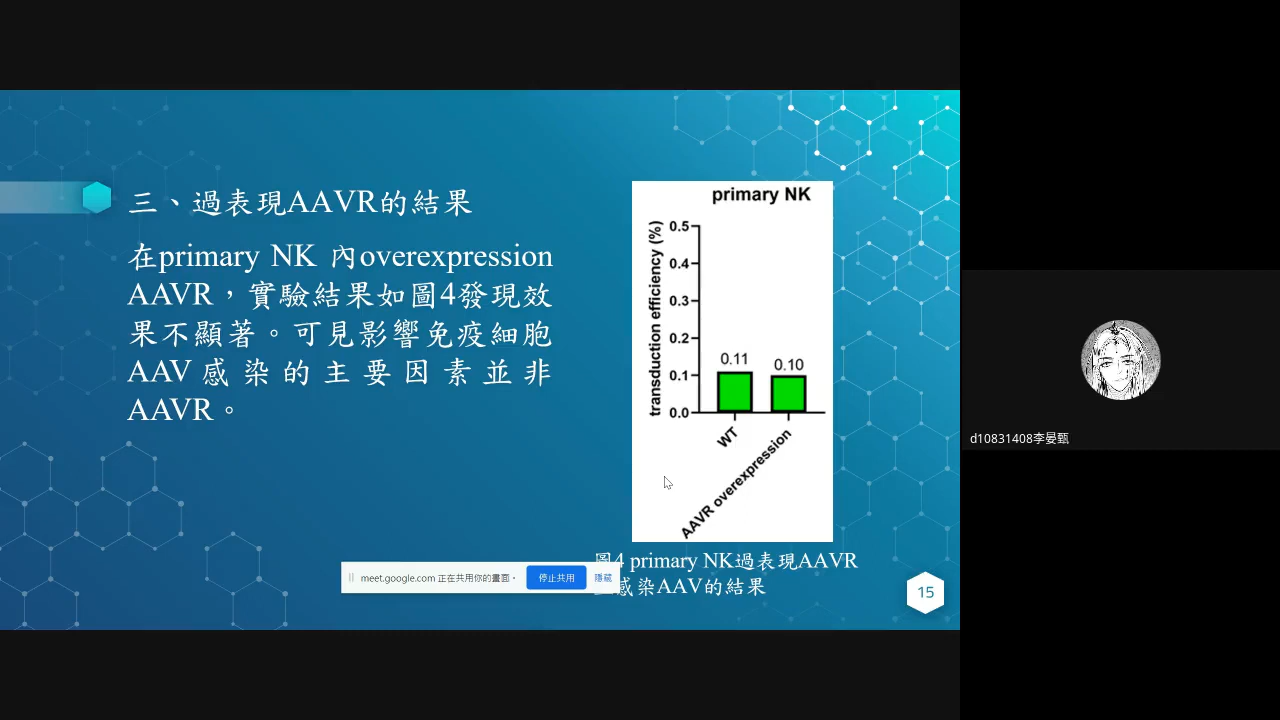 三、過表現AAVR的結果
在primary NK 內overexpression
AAVR，實驗結果如圖4發現效
果不顯著。可見影響免疫細胞
AAV感染的主要因素並非
AAVR。
primary NK
transduction efficiency (%)
0.5
0.4
0.3
0.2
0.1
0.0
0.11
0.10
WT
AAVR overexpression
圖4 primary NK過表現AAVR
感染AAV的結果
meet.google.com 正在共用你的畫面。
停止共用
隱藏
15
d10831408李晏甄